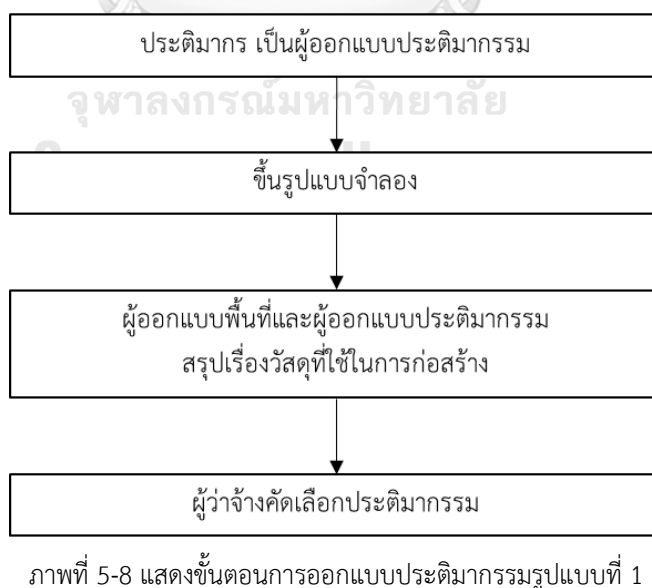 ประติมากร เป็นผู้ออกแบบประติมากรรม
จุฬาลงกรณ์มหาวิทยาลัย
ขึ้นรูปแบบจำลอง
ผู้ออกแบบพื้นที่และผู้ออกแบบประติมากรรม
สรุปเรื่องวัสดุที่ใช้ในการก่อสร้าง
ผู้ว่าจ้างคัดเลือกประติมากรรม
ภาพที่ 5-8 แสดงขั้นตอนการออกแบบประติมากรรมรูปแบบที่ 1